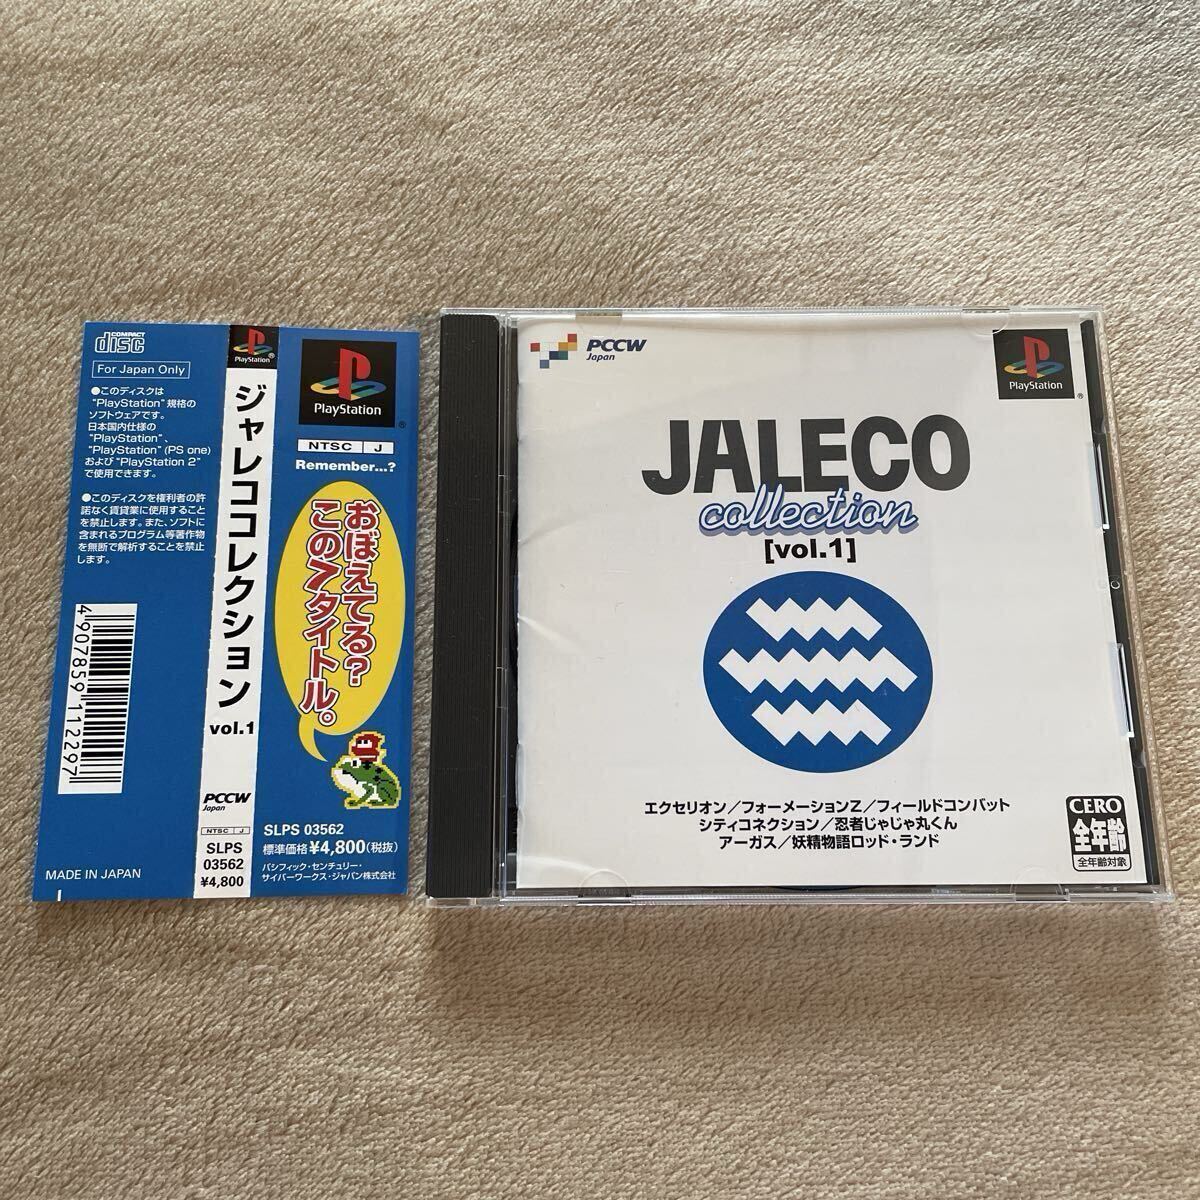 COMPACT
disc
For Japan Only
●このディスクは
"PlayStation"規格の
ソフトウェアです。
日本国内仕様の
"PlayStation"、
"PlayStation"(PS one)
および"PlayStation 2"
で使用できます。
●このディスクを権利者の許
諾なく賃貸業に使用すること
を禁止します。また、ソフトに
含まれるプログラム等著作物
を無断で解析することを禁止
します。
4907859112297
MADE IN JAPAN
PlayStation
ジャレココレクション
vol.1
PCCW
Japan
NTSC J
SLPS
03562
¥4,800
PlayStation
®
NTSC J
Remember...?
おぼえてる?
この7タイトル。
SLPS 03562
標準価格¥4,800(税抜)
パシフィック・センチュリー・
サイバーワークス・ジャパン株式会社
PCCW
Japan
PlayStation
®
JALECO
collection
[vol.1]
エクセリオン/フォーメーションZ/フィールドコンバット
シティコネクション/忍者じゃじゃ丸くん
アーガス/妖精物語ロッド・ランド
CERO
全年齢
全年齢対象